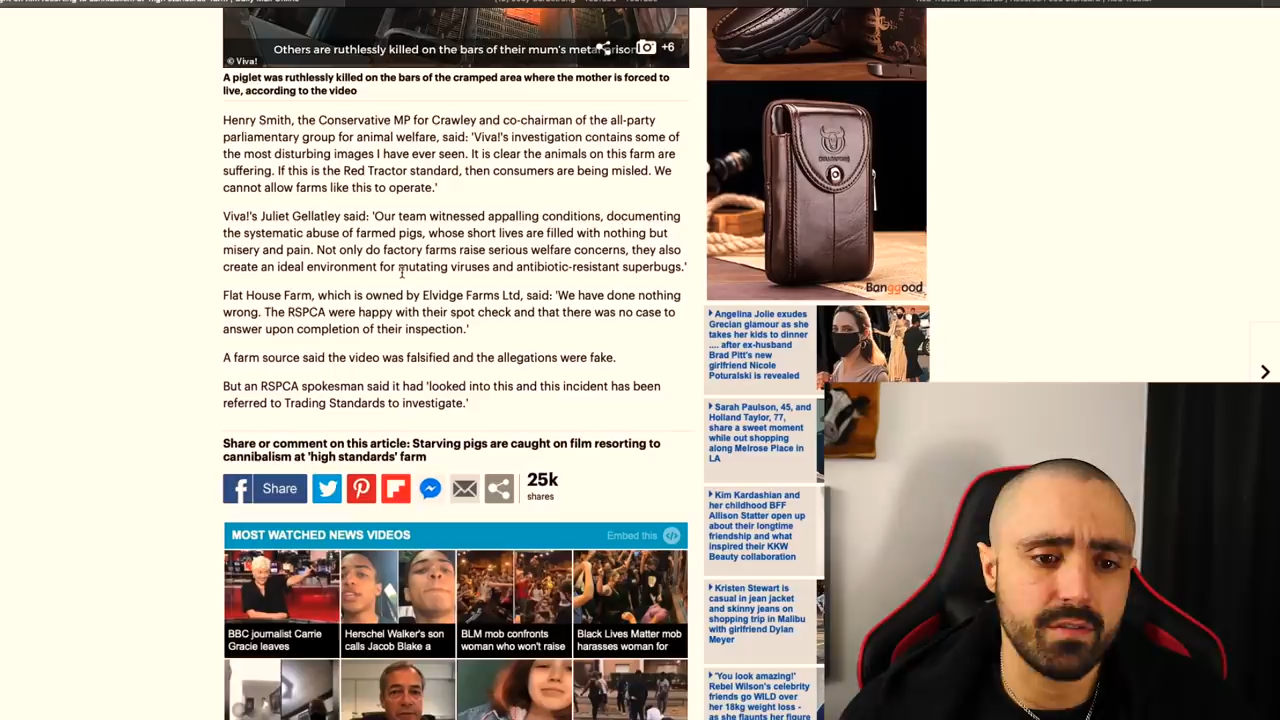 Others are ruthlessly killed on the bars of their mum's metal prison
+6
© Viva!
A piglet was ruthlessly killed on the bars of the cramped area where the mother is forced to
live, according to the video
Henry Smith, the Conservative MP for Crawley and co-chairman of the all-party
parliamentary group for animal welfare, said: 'Viva!'s investigation contains some of
the most disturbing images I have ever seen. It is clear the animals on this farm are
suffering. If this is the Red Tractor standard, then consumers are being misled. We
cannot allow farms like this to operate.'
Viva!'s Juliet Gellatley said: 'Our team witnessed appalling conditions, documenting
the systematic abuse of farmed pigs, whose short lives are filled with nothing but
misery and pain. Not only do factory farms raise serious welfare concerns, they also
create an ideal environment for mutating viruses and antibiotic-resistant superbugs.'
Flat House Farm, which is owned by Elvidge Farms Ltd, said: 'We have done nothing
wrong. The RSPCA were happy with their spot check and that there was no case to
answer upon completion of their inspection.'
A farm source said the video was falsified and the allegations were fake.
But an RSPCA spokesman said it had 'looked into this and this incident has been
referred to Trading Standards to investigate.'
Share or comment on this article: Starving pigs are caught on film resorting to
cannibalism at 'high standards' farm
Share
25k
shares
MOST WATCHED NEWS VIDEOS
Embed this
BBC journalist Carrie
Gracie leaves
Herschel Walker's son
calls Jacob Blake a
BLM mob confronts
woman who won't raise
Black Lives Matter mob
harasses woman for
Banggood
Angelina Jolie exudes
Grecian glamour as she
takes her kids to dinner
.... after ex-husband
Brad Pitt's new
girlfriend Nicole
Poturalski is revealed
Sarah Paulson, 45, and
Holland Taylor, 77,
share a sweet moment
while out shopping
along Melrose Place in
LA
Kim Kardashian and
her childhood BFF
Allison Statter open up
about their longtime
friendship and what
inspired their KKW
Beauty collaboration
Kristen Stewart is
casual in jean jacket
and skinny jeans on
shopping trip in Malibu
with girlfriend Dylan
Meyer
'You look amazing!'
Rebel Wilson's celebrity
friends go WILD over
her 18kg weight loss -
as she flaunts her figure